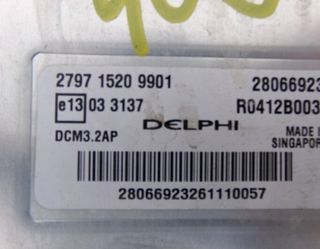 2797 1520 9901 28066923
e13 03 3137 R0412B003
DCM3.2AP DELPHI MADE
SINGAPOR
28066923261110057